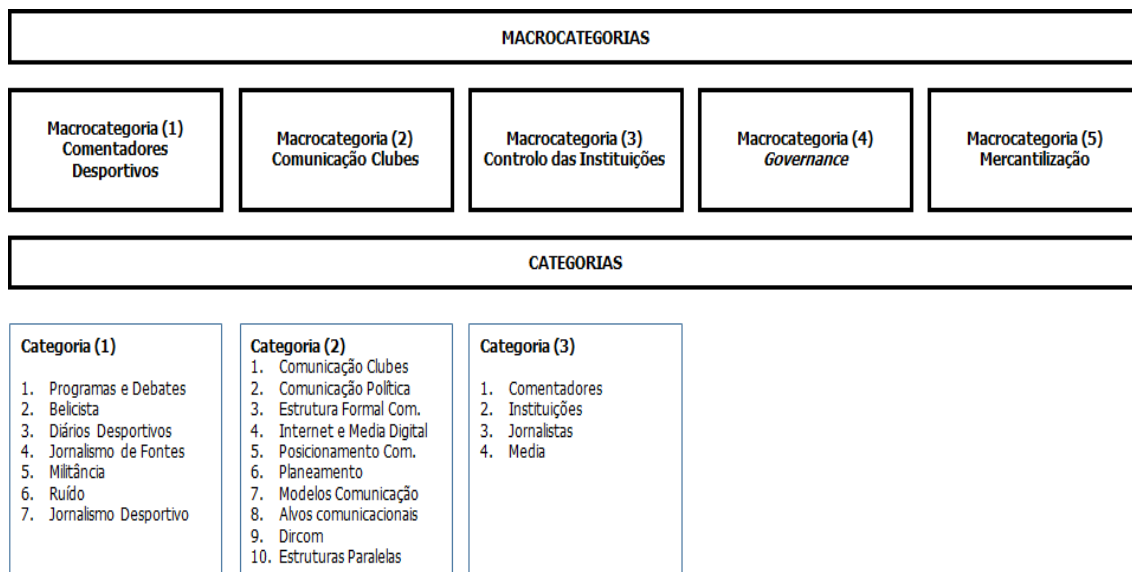 MACROCATEGORIAS
Macrocategoria (1)
Comentadores
Desportivos
Macrocategoria (2)
Comunicação Clubes
Macrocategoria (3)
Controlo das Instituições
Macrocategoria (4)
Governance
Macrocategoria (5)
Mercantilização
CATEGORIAS
Categoria (1)
1. Programas e Debates
2. Belicista
3. Diários Desportivos
4. Jornalismo de Fontes
5. Militância
6. Ruído
7. Jornalismo Desportivo
Categoria (2)
1. Comunicação Clubes
2. Comunicação Política
3. Estrutura Formal Com.
4. Internet e Media Digital
5. Posicionamento Com.
6. Planeamento
7. Modelos Comunicação
8. Alvos comunicacionais
9. Dircom
10. Estruturas Paralelas
Categoria (3)
1. Comentadores
2. Instituições
3. Jornalistas
4. Media